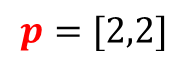 p = [2,2]